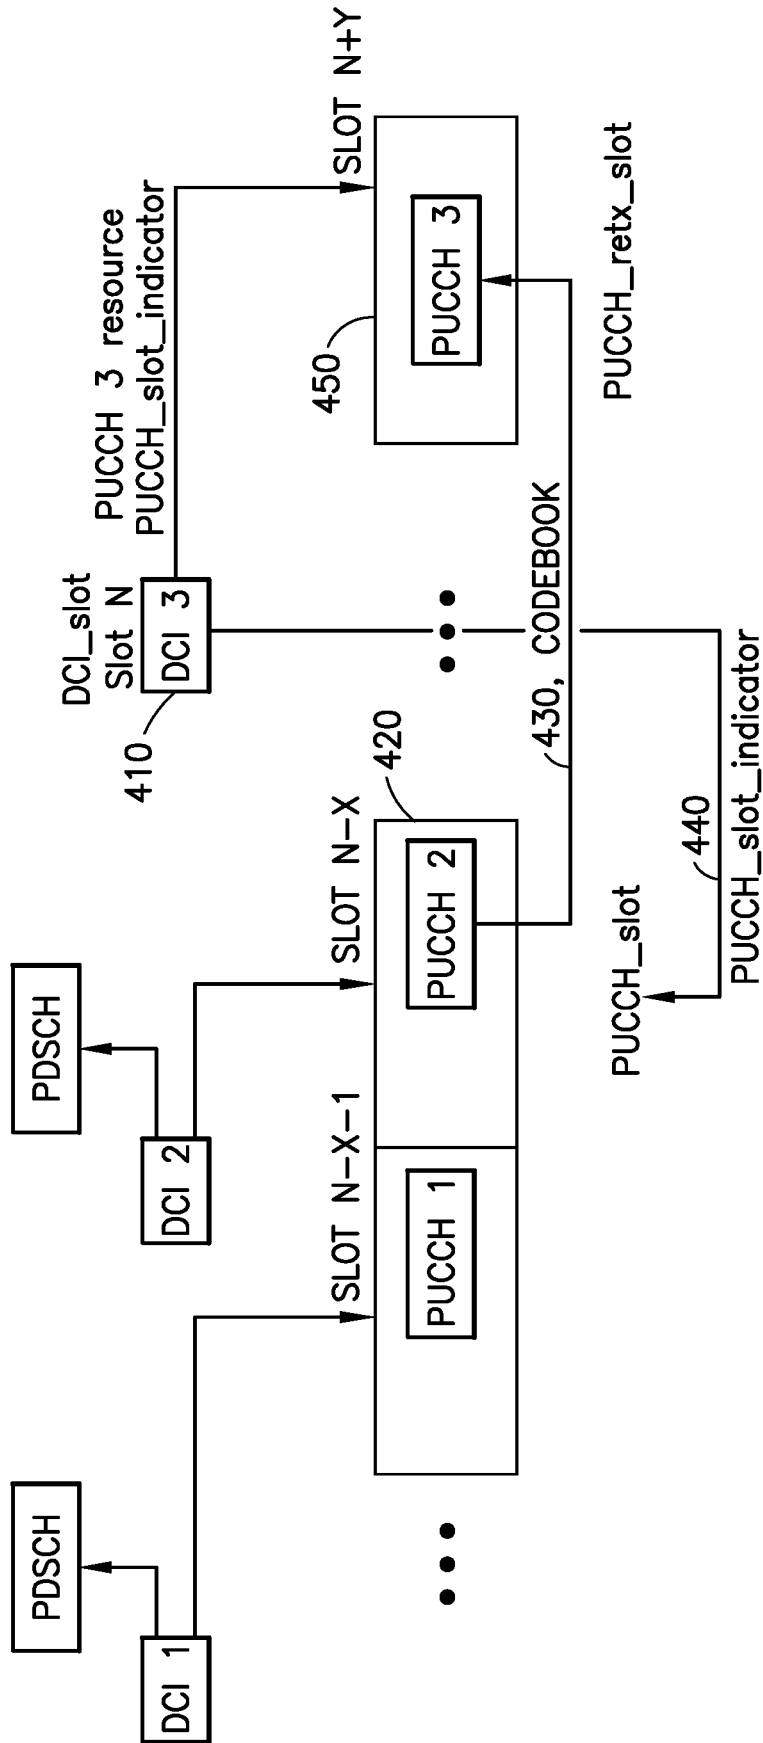 PDSCH
PDSCH
DCI 1
DCI 2
DCI_slot
Slot N
DCI 3
410
PUCCH 3 resource
PUCCH_slot_indicator
SLOT N-X-1
SLOT N-X
420
450
SLOT N+Y
PUCCH 1
PUCCH 2
PUCCH 3
430, CODEBOOK
PUCCH_slot
PUCCH_retx_slot
440
PUCCH_slot_indicator